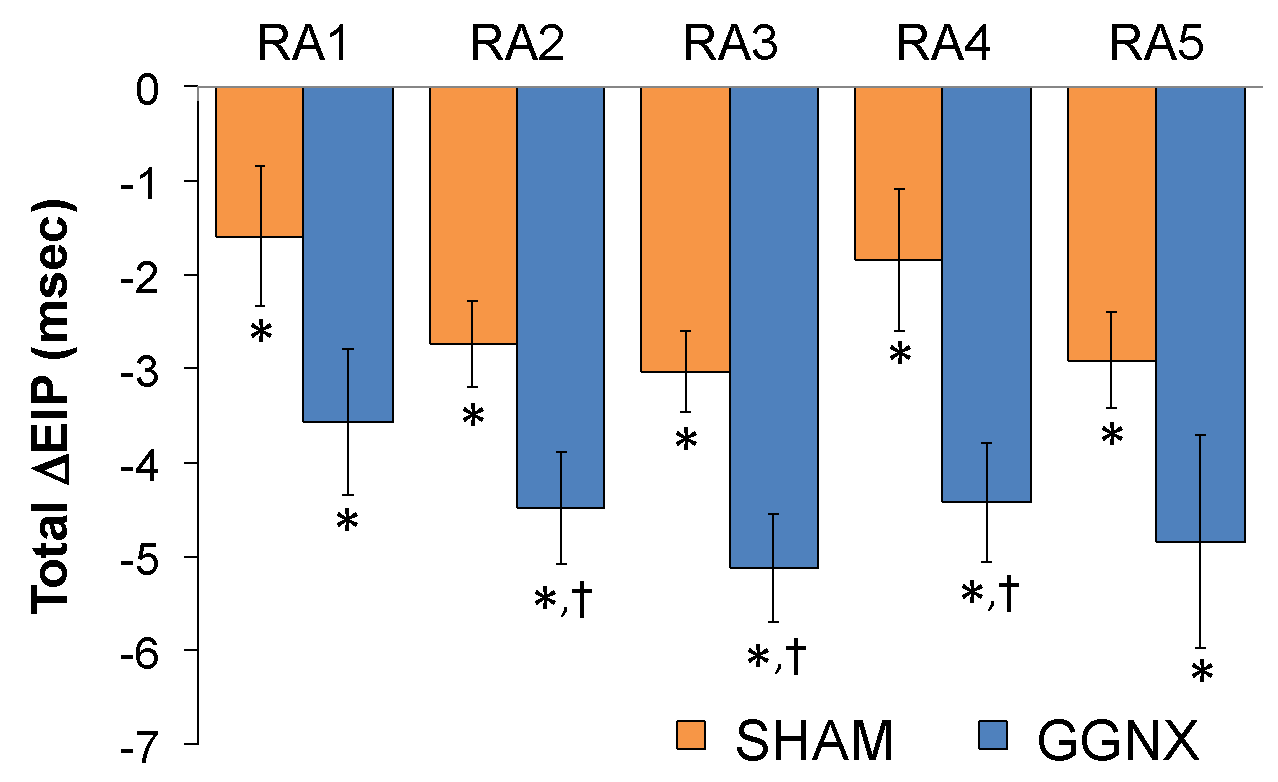 RA1 RA2 RA3 RA4 RA5
Total ΔEIP (msec)
0
-1
-2
-3
-4
-5
-6
-7
* * * * *
* *,† *,† *,† *
SHAM GGNX